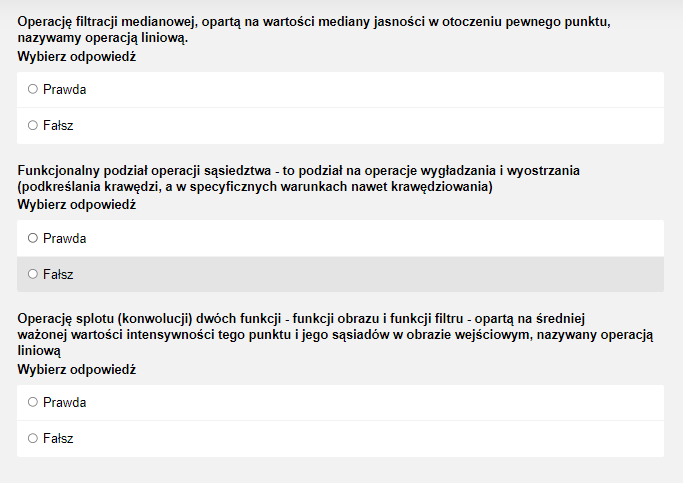 Operację filtracji medianowej, opartą na wartości mediany jasności w otoczeniu pewnego punktu,
nazywamy operacją liniową.
Wybierz odpowiedź
Prawda
Fałsz
Funkcjonalny podział operacji sąsiedztwa - to podział na operacje wygładzania i wyostrzania
(podkreślania krawędzi, a w specyficznych warunkach nawet krawędziowania)
Wybierz odpowiedź
Prawda
Fałsz
Operację splotu (konwolucji) dwóch funkcji - funkcji obrazu i funkcji filtru - opartą na średniej
ważonej wartości intensywności tego punktu i jego sąsiadów w obrazie wejściowym, nazywany operacją
liniową
Wybierz odpowiedź
Prawda
Fałsz